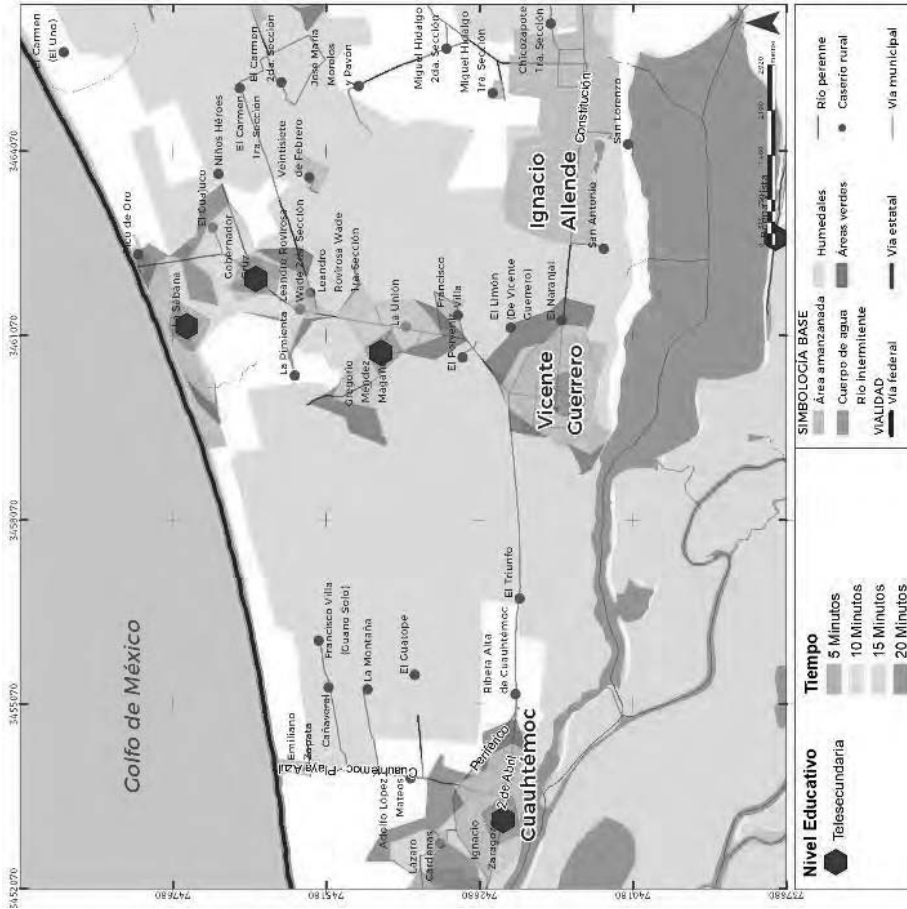 3452070
3455070
3458070
3461070
3464070
747680
745180
742680
740180
737680
Golfo de México
El Carmen
(El Uno)
El Carmen
2da. Sección
José María
Morelos
y Pavón
El Carmen
1ra. Sección
Niños Héroes
Veintisiete
de Febrero
Miguel Hidalgo
2da. Sección
Miguel Hidalgo
1ra. Sección
Chicozapote
1ra. Sección
Constitución
San Lorenzo
Ignacio
Allende
San Antonio
Pico de Oro
El Guajuco
Gobernador
Cruz
La Sábana
Leandro Rovirosa
Wade 2da. Sección
Leandro
Rovirosa Wade
1ra. Sección
La Pimienta
La Unión
Gregorio
Méndez
Magaña
Francisco
Villa
El Porvenir
El Limón
(De Vicente
Guerrero)
El Naranjal
Vicente
Guerrero
Emiliano
Zapata
Cañaveral
Francisco Villa
(Guano Solo)
La Montaña
El Guatope
Cuauhtémoc-Playa Azul
Adolfo López
Mateos
Lázaro
Cárdenas
Ignacio
Zaragoza
Periférico
2 de Abril
Cuauhtémoc
Ribera Alta
de Cuauhtémoc
El Triunfo
Nivel Educativo
Telesecundaria
Tiempo
5 Minutos
10 Minutos
15 Minutos
20 Minutos
SIMBOLOGÍA BASE
Área amanzanada
Cuerpo de agua
Río intermitente
Humedales
Áreas verdes
Río perenne
Caserío rural
VIALIDAD
Vía federal
Vía estatal
Vía municipal